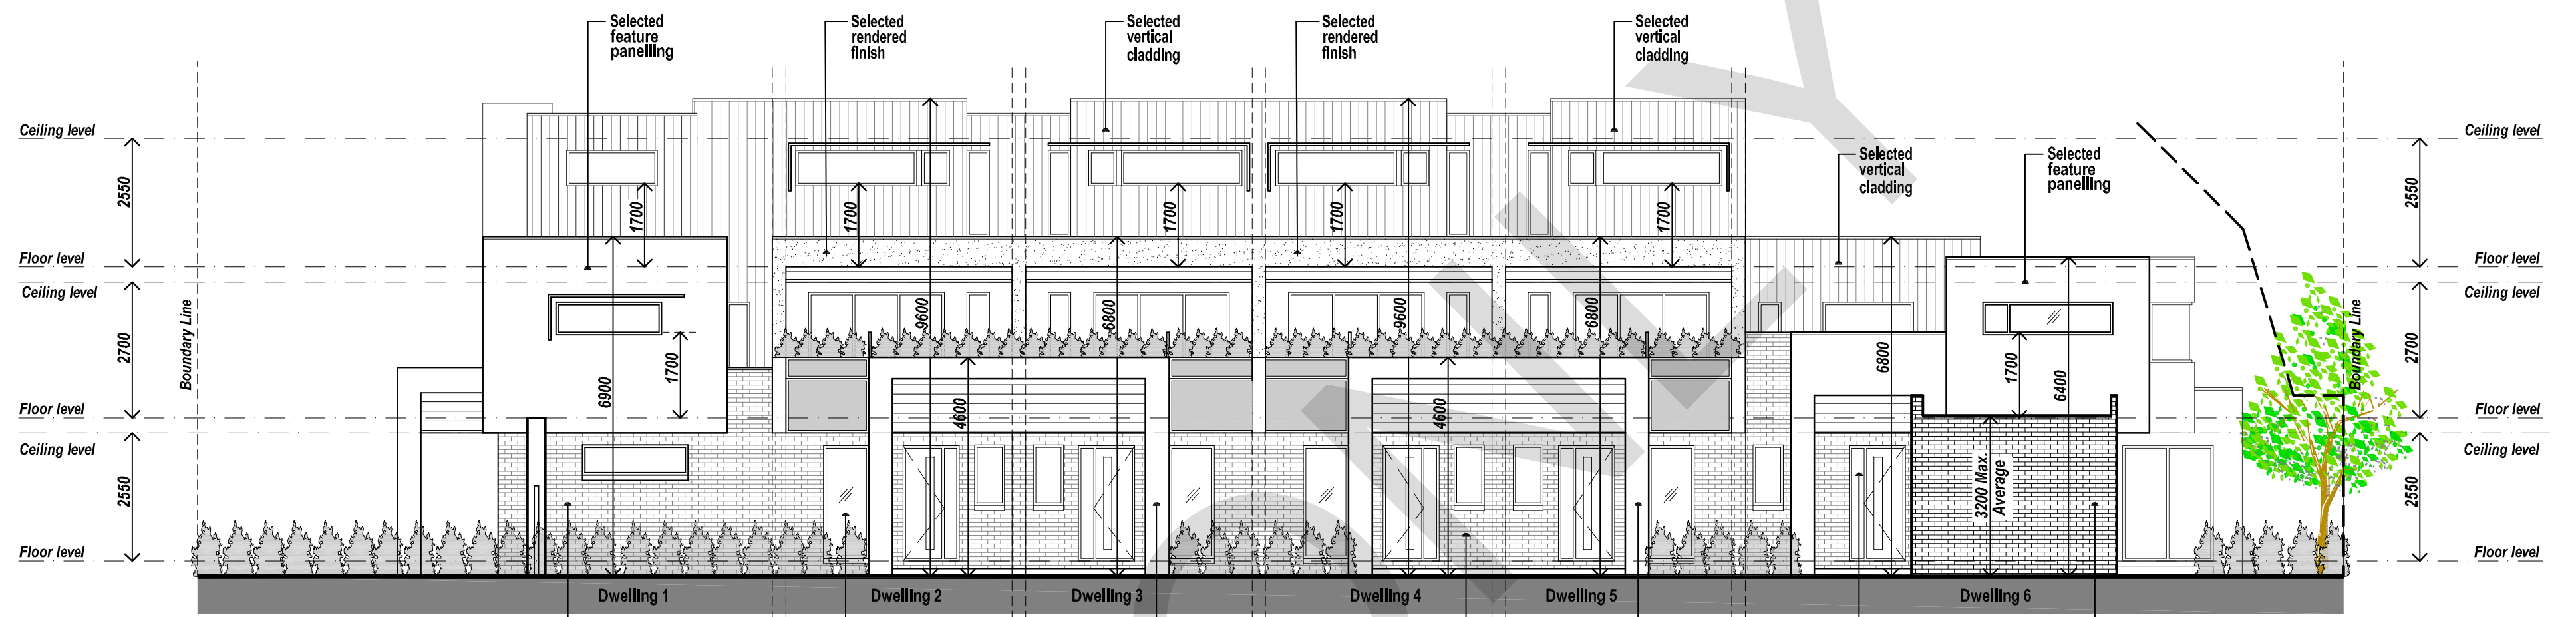 Selected
feature
panelling
Selected
rendered
finish
Selected
vertical
cladding
Selected
rendered
finish
Selected
vertical
cladding
Selected
vertical
cladding
Selected
feature
panelling
Ceiling level
2550
Floor level
Ceiling level
2700
Floor level
Ceiling level
2550
Floor level
Boundary Line
1700
1700
6900
1700
9600
4600
6800
1700
1700
9600
4600
6800
1700
6800
1700
6400
3200 Max.
Average
Boundary Line
Ceiling level
2550
Floor level
Ceiling level
2700
Floor level
Ceiling level
2550
Floor level
Dwelling 1
Dwelling 2
Dwelling 3
Dwelling 4
Dwelling 5
Dwelling 6
ONLY